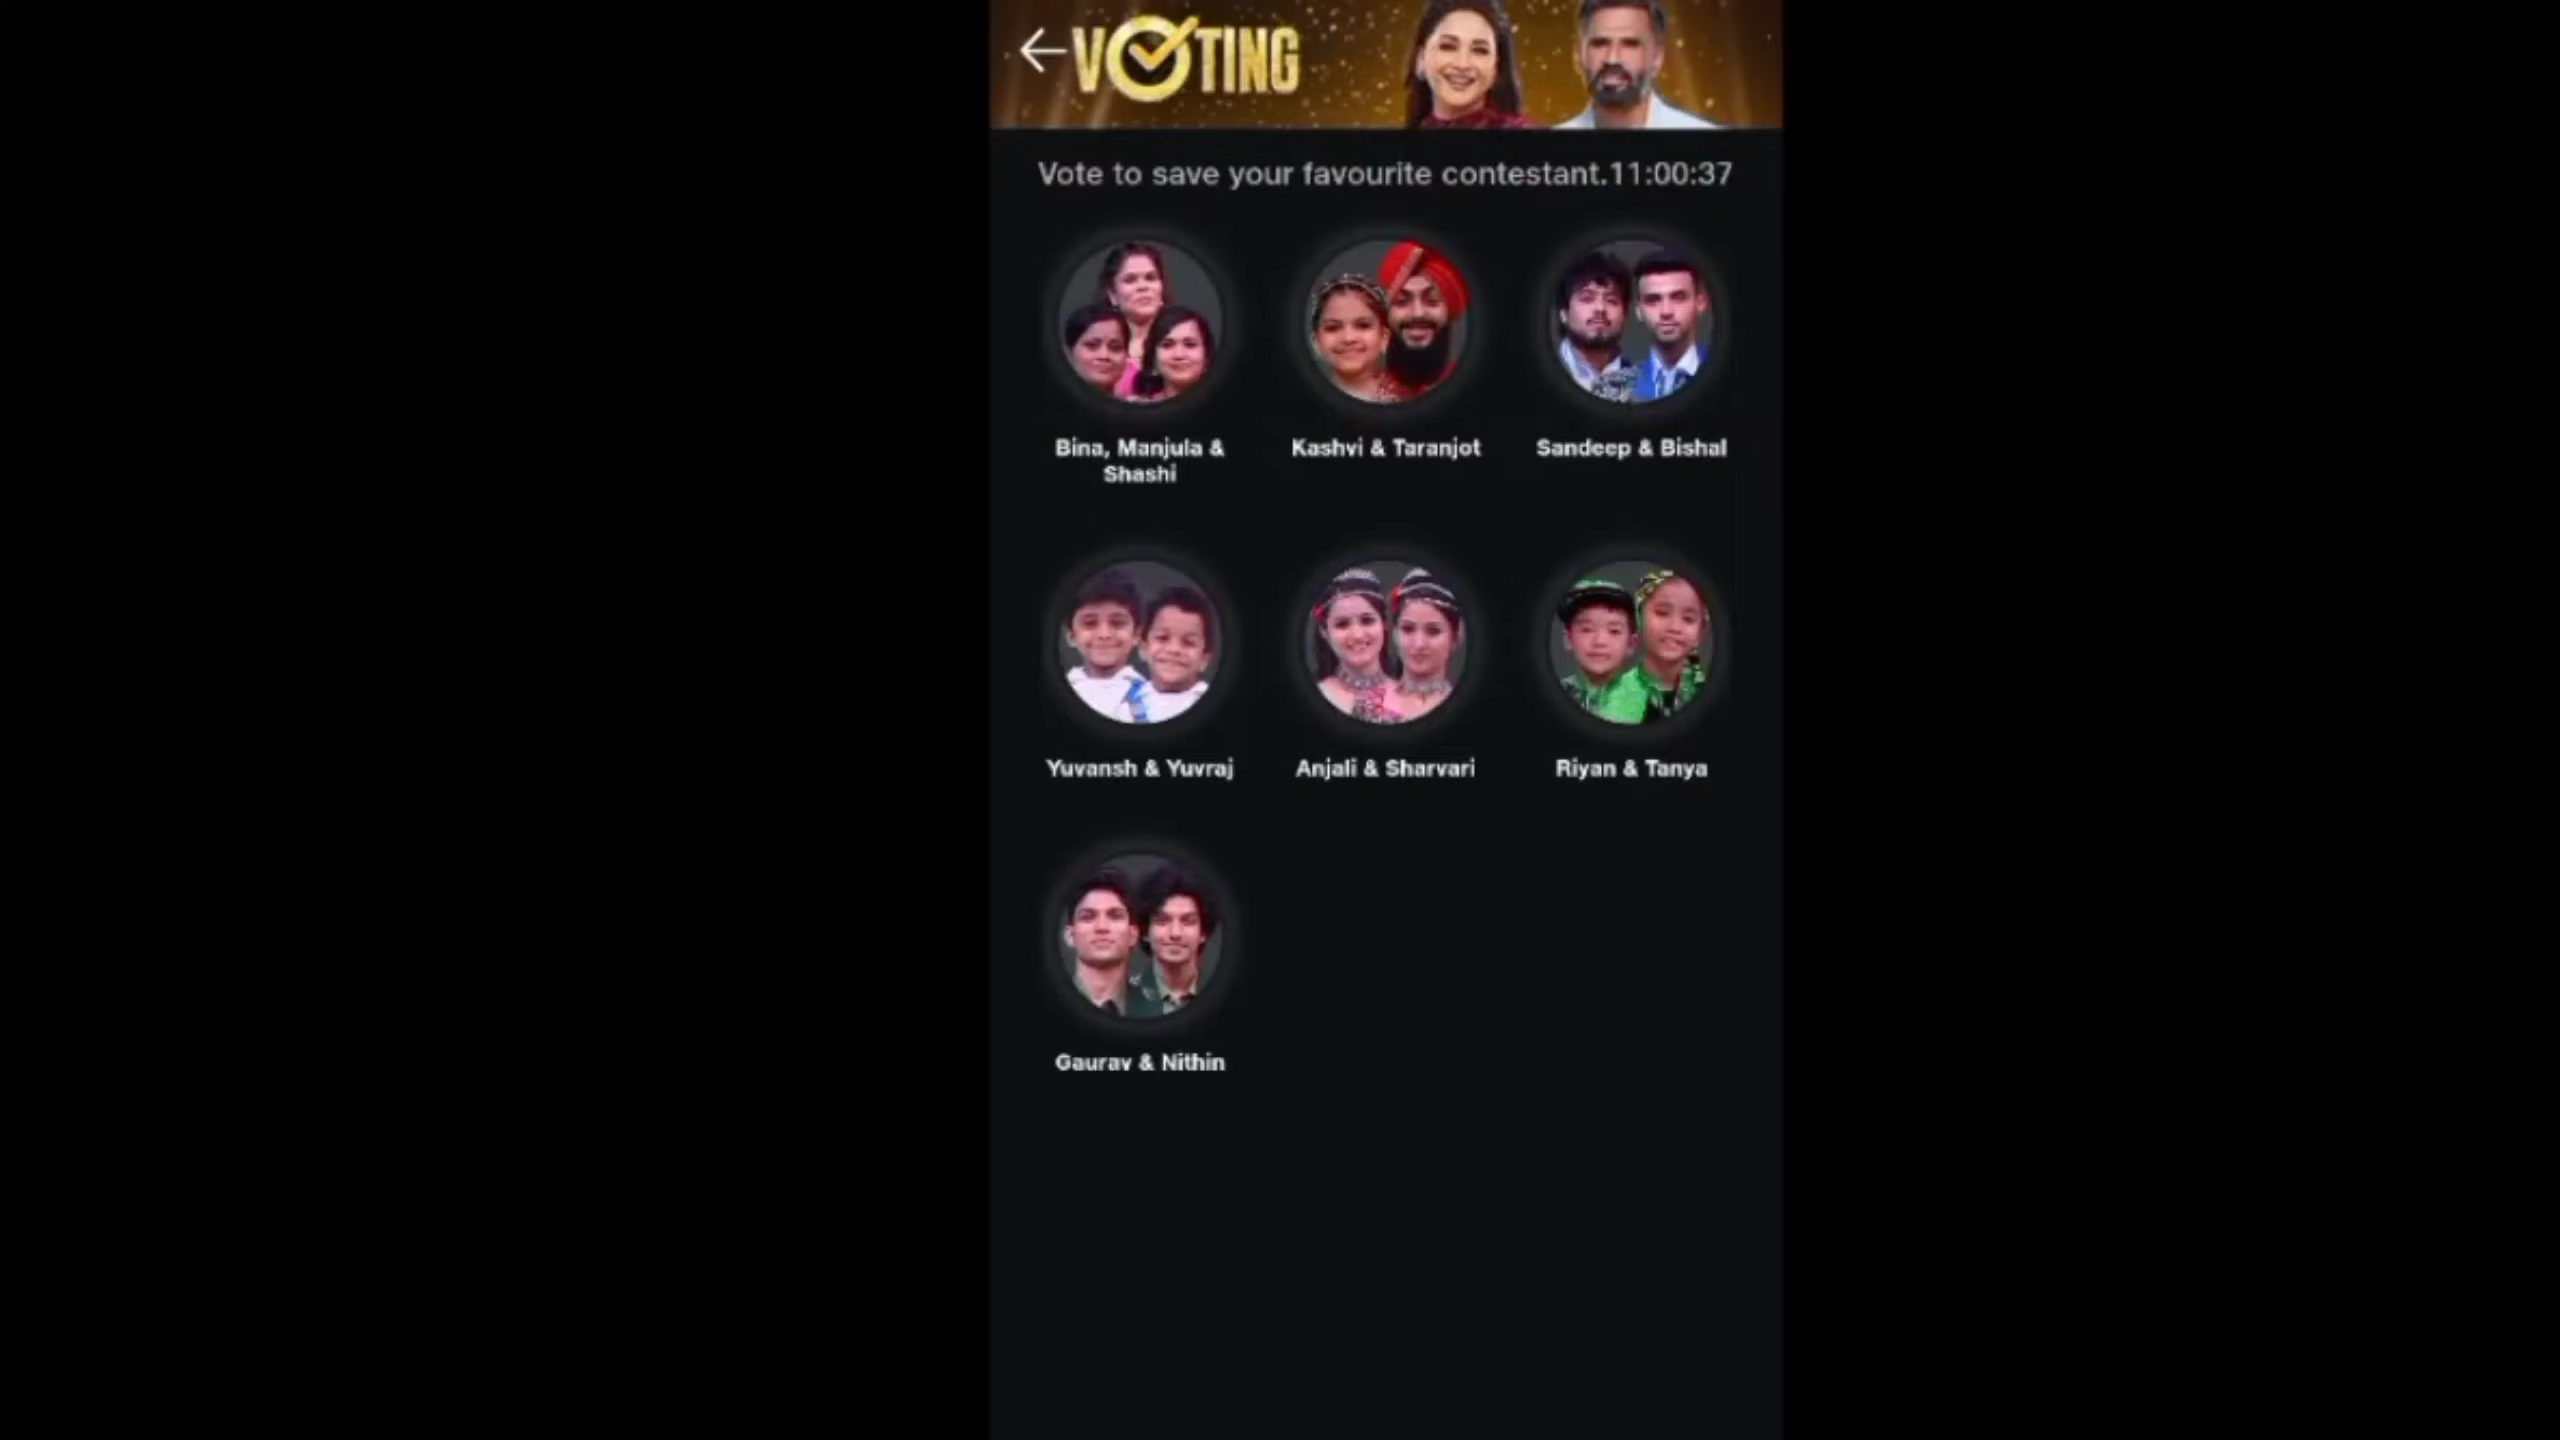 VOTING
Vote to save your favourite contestant.11:00:37
Bina, Manjula &
Shashi
Kashvi & Taranjot
Sandeep & Bishal
Yuvansh & Yuvraj
Anjali & Sharvari
Riyan & Tanya
Gaurav & Nithin